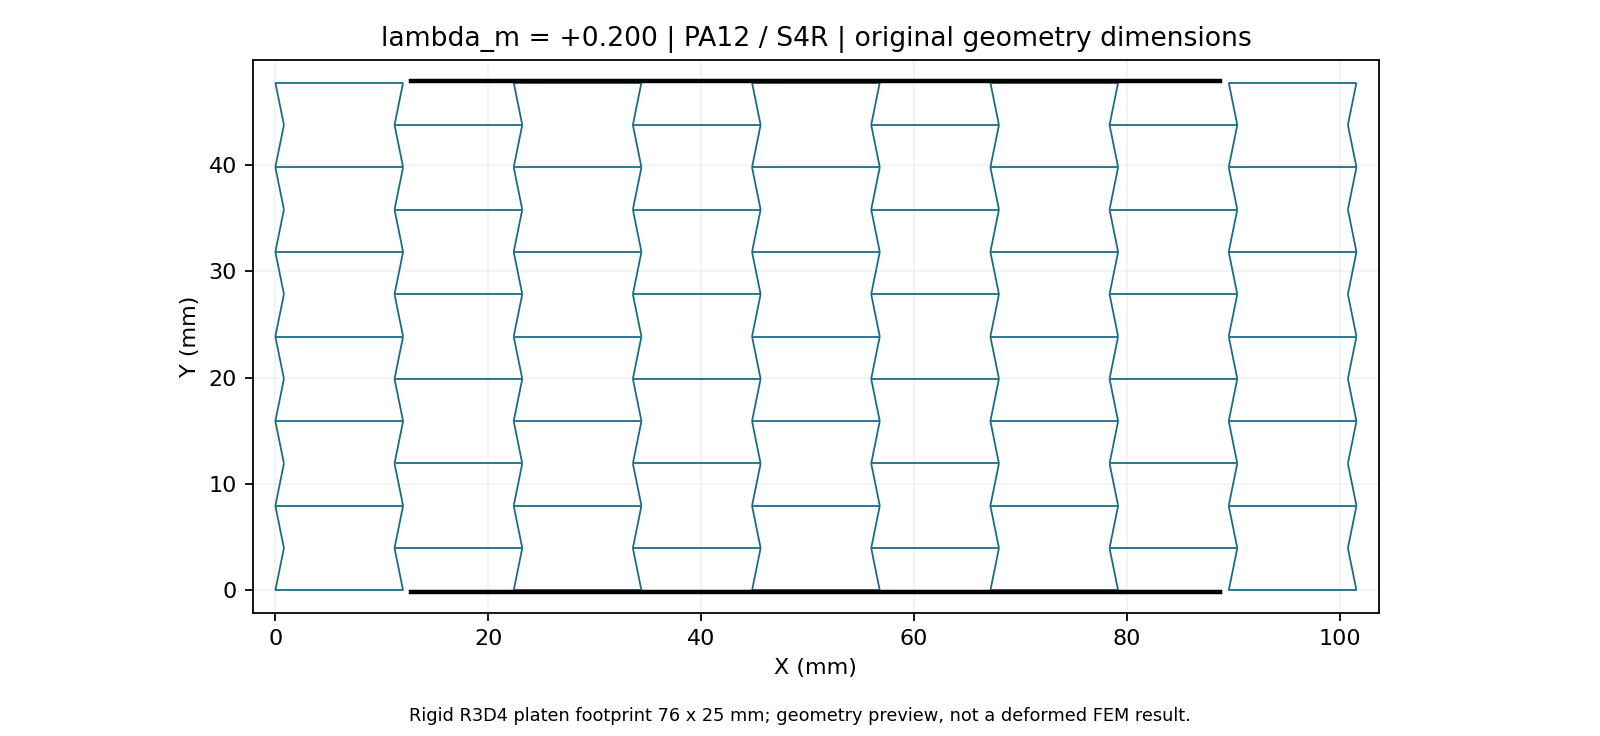 lambda_m = +0.200 | PA12 / S4R | original geometry dimensions
Y (mm)
40
30
20
10
0
0 20 40 60 80 100
X (mm)
Rigid R3D4 platen footprint 76 x 25 mm; geometry preview, not a deformed FEM result.